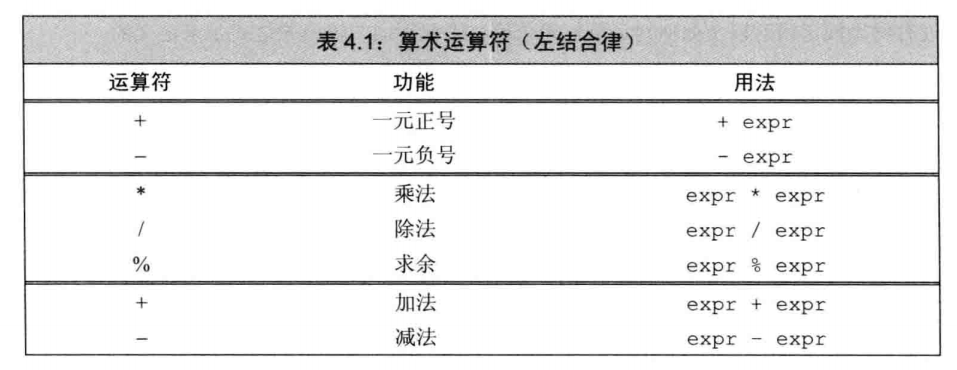 表 4.1：算术运算符（左结合律）
运算符 功能 用法
+ 一元正号 + expr
− 一元负号 - expr
* 乘法 expr * expr
/ 除法 expr / expr
% 求余 expr % expr
+ 加法 expr + expr
− 减法 expr - expr